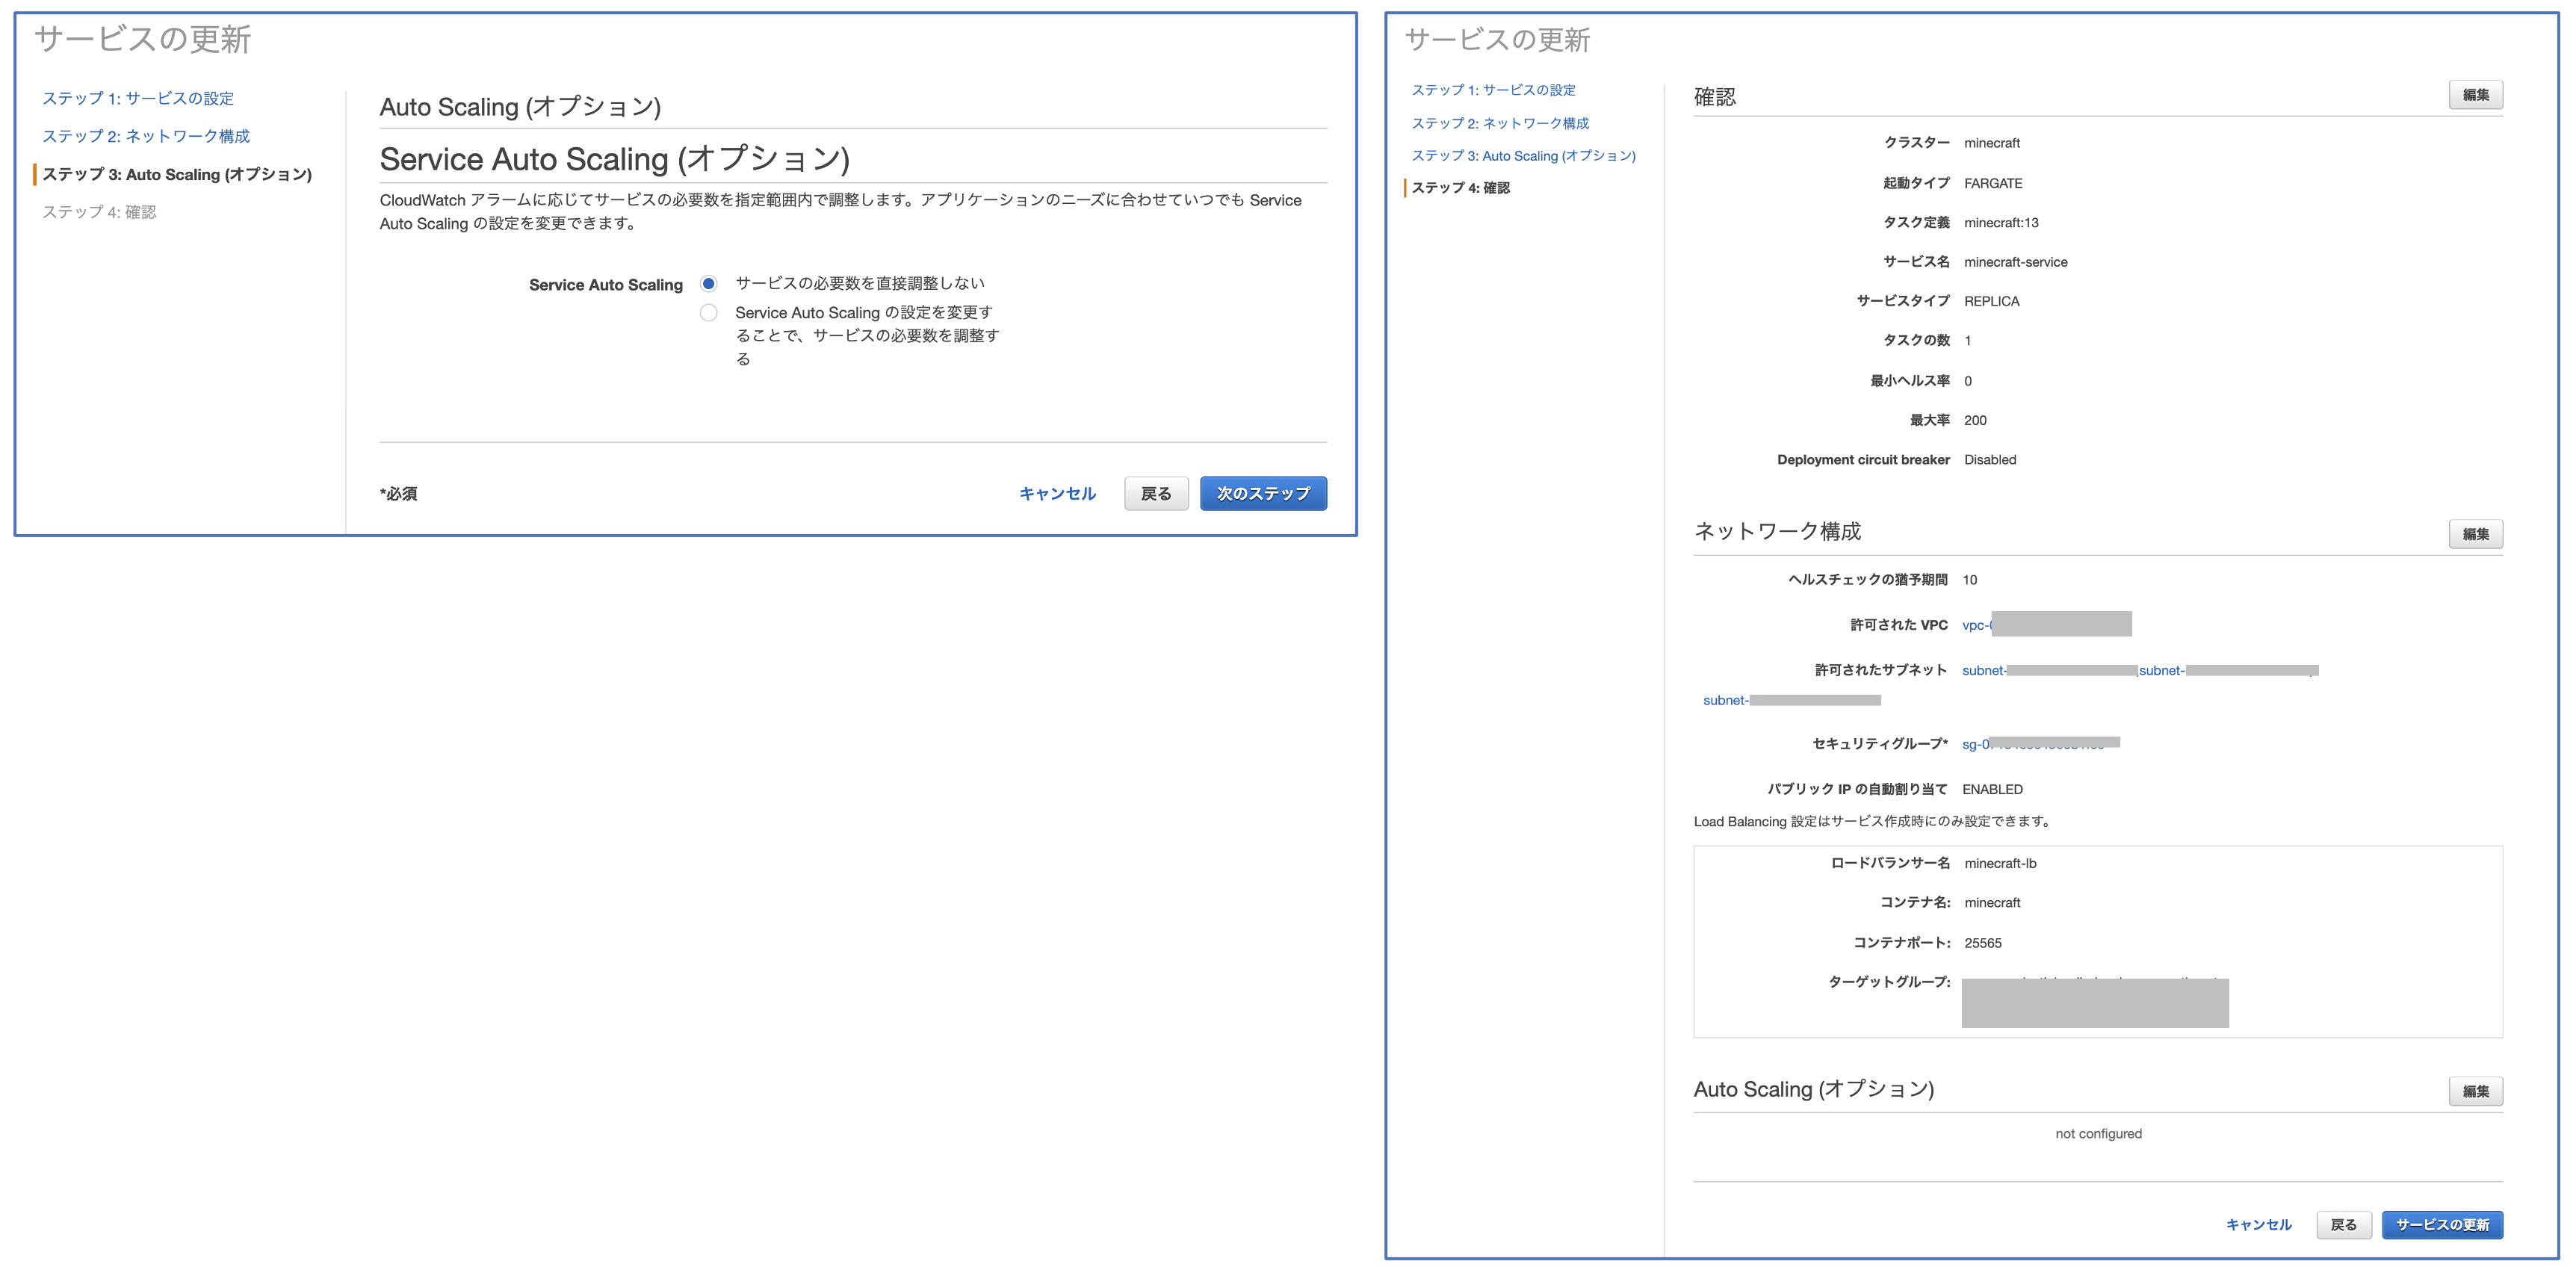 サービスの更新
ステップ 1: サービスの設定
ステップ 2: ネットワーク構成
ステップ 3: Auto Scaling (オプション)
ステップ 4: 確認
Auto Scaling (オプション)
Service Auto Scaling (オプション)
CloudWatch アラームに応じてサービスの必要数を指定範囲内で調整します。アプリケーションのニーズに合わせていつでも Service
Auto Scaling の設定を変更できます。
Service Auto Scaling サービスの必要数を直接調整しない
Service Auto Scaling の設定を変更す
ることで、サービスの必要数を調整す
る
*必須 キャンセル 戻る 次のステップ
サービスの更新
ステップ 1: サービスの設定
ステップ 2: ネットワーク構成
ステップ 3: Auto Scaling (オプション)
ステップ 4: 確認
確認 編集
クラスター minecraft
起動タイプ FARGATE
タスク定義 minecraft:13
サービス名 minecraft-service
サービスタイプ REPLICA
タスクの数 1
最小ヘルス率 0
最大率 200
Deployment circuit breaker Disabled
ネットワーク構成 編集
ヘルスチェックの猶予期間 10
許可された VPC vpc-
許可されたサブネット subnet- subnet-
subnet-
セキュリティグループ* sg-0
パブリック IP の自動割り当て ENABLED
Load Balancing 設定はサービス作成時にのみ設定できます。
ロードバランサー名 minecraft-lb
コンテナ名: minecraft
コンテナポート: 25565
ターゲットグループ:
Auto Scaling (オプション) 編集
not configured
キャンセル 戻る サービスの更新